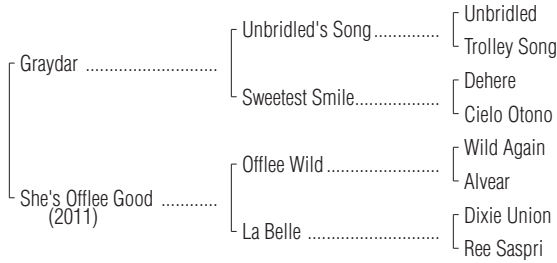 Unbridled
Unbridled's Song
Trolley Song
Graydar
Dehere
Sweetest Smile
Cielo Otono
Wild Again
Offlee Wild
Alvear
She's Offlee Good
(2011)
Dixie Union
La Belle
Ree Saspri